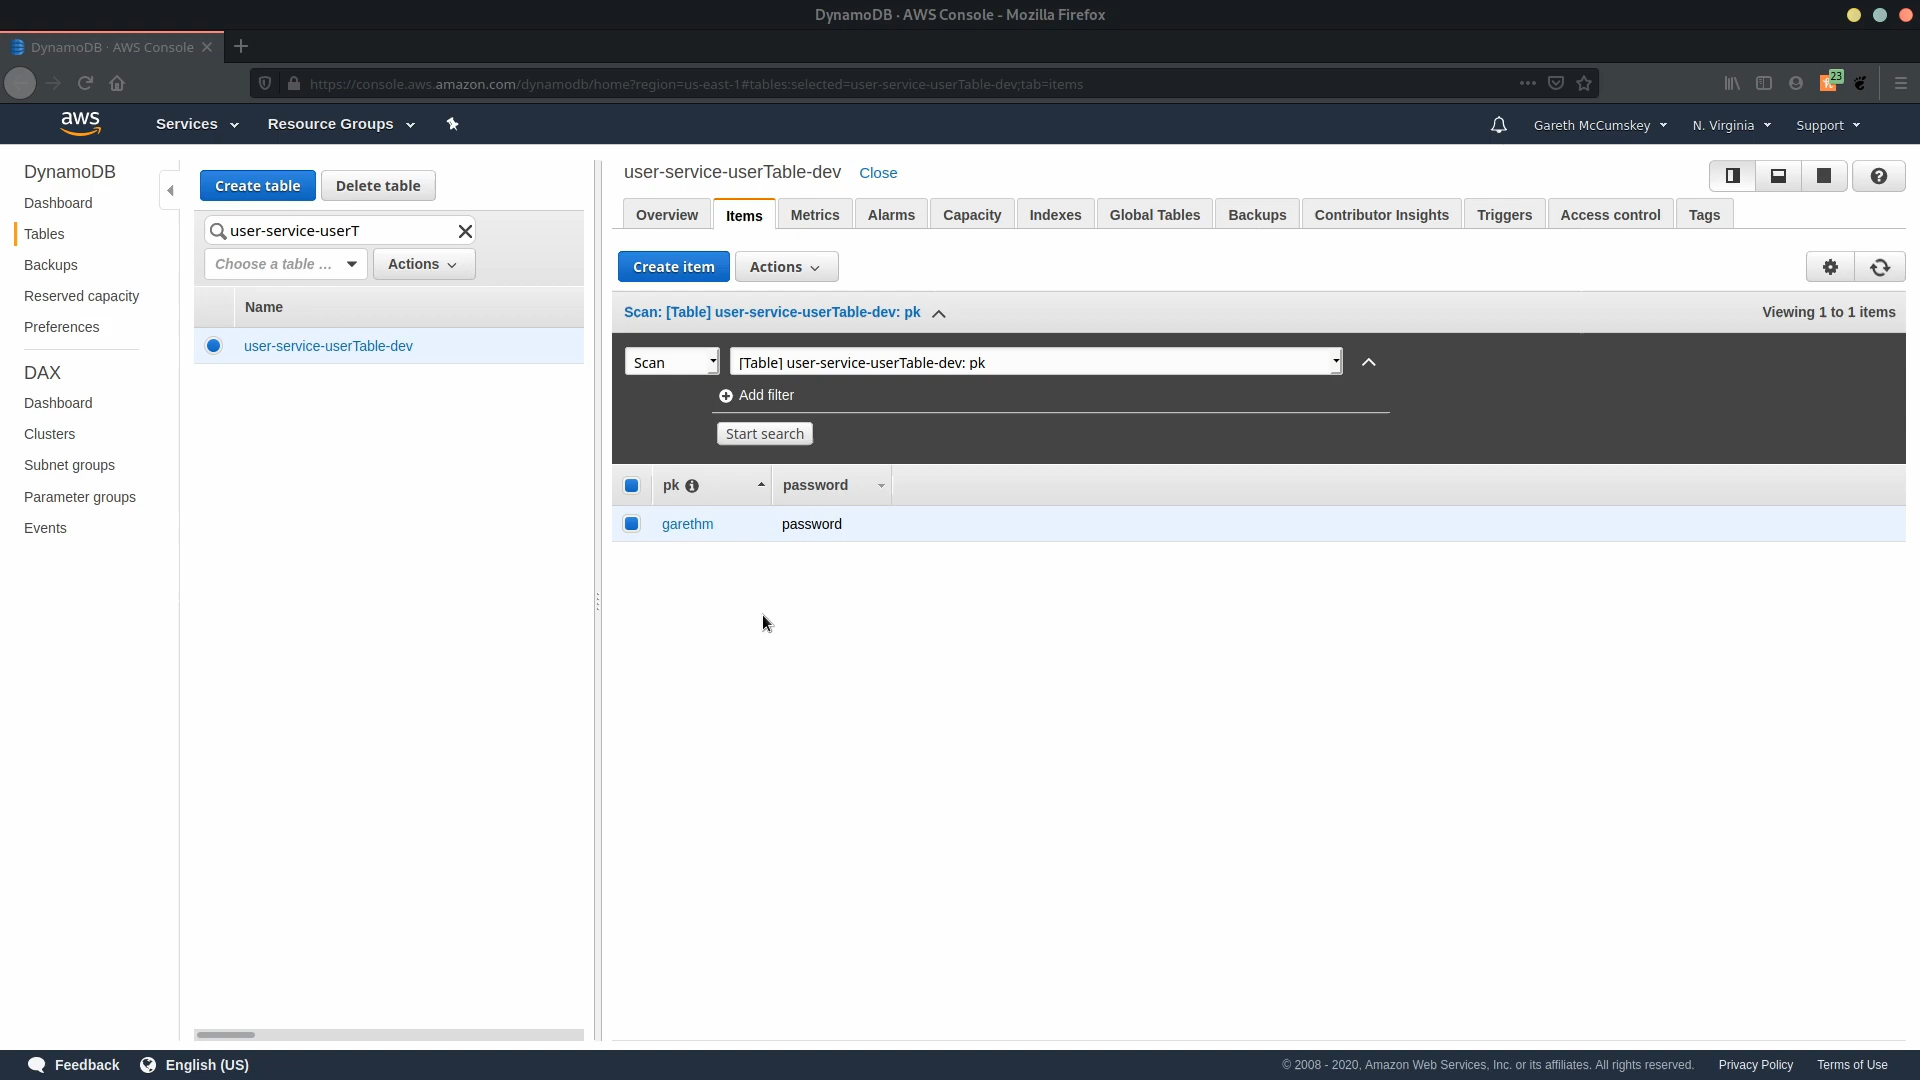 DynamoDB · AWS Console - Mozilla Firefox
DynamoDB · AWS Console
https://console.aws.amazon.com/dynamodb/home?region=us-east-1#tables:selected=user-service-userTable-dev;tab=items
23
aws
Services
Resource Groups
Gareth McCumskey
N. Virginia
Support
DynamoDB
Dashboard
Tables
Backups
Reserved capacity
Preferences
DAX
Dashboard
Clusters
Subnet groups
Parameter groups
Events
Create table
Delete table
user-service-userT
Choose a table ...
Actions
Name
user-service-userTable-dev
user-service-userTable-dev
Close
Overview
Items
Metrics
Alarms
Capacity
Indexes
Global Tables
Backups
Contributor Insights
Triggers
Access control
Tags
Create item
Actions
Scan: [Table] user-service-userTable-dev: pk
Viewing 1 to 1 items
Scan
[Table] user-service-userTable-dev: pk
Add filter
Start search
pk
password
garethm
password
Feedback
English (US)
© 2008 - 2020, Amazon Web Services, Inc. or its affiliates. All rights reserved.
Privacy Policy
Terms of Use